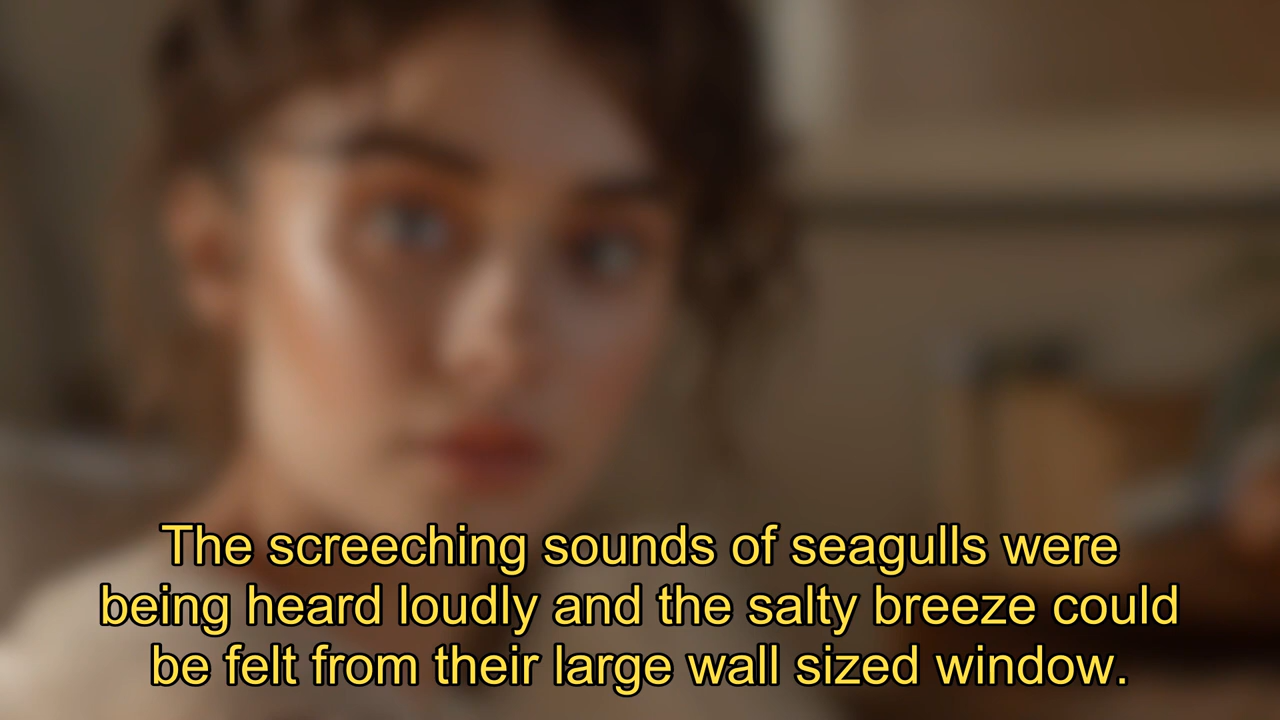 The screeching sounds of seagulls were
being heard loudly and the salty breeze could
be felt from their large wall sized window.